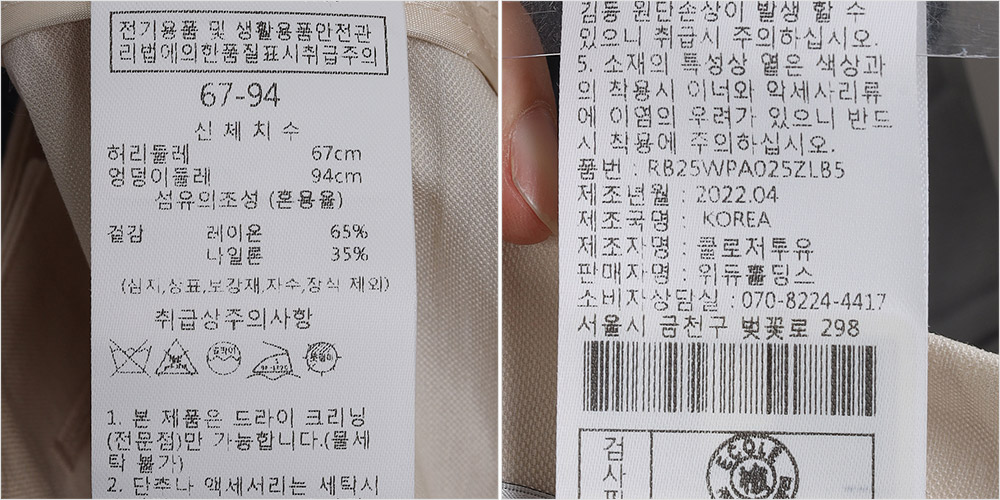 전기용품 및 생활용품안전관
리법에의한품질표시취급주의
67-94
신 체 치 수
허리둘레 67cm
엉덩이둘레 94cm
섬유의조성 (혼용율)
겉감 레이온 65%
나일론 35%
(심지,상표,보강재,자수,장식 제외)
취급상주의사항
1. 본 제품은 드라이 크리닝
(전문점)만 가능합니다.(물세
탁 불가)
2. 단추나 액세서리는 세탁시
있으니 취급시 주의하십시오.
5. 소재의 특성상 옅은 색상과
의 착용시 이너와 악세사리류
에 이염의 우려가 있으니 반드
시 착용에 주의하십시오.
품번 : RB25WPA025ZLB5
제조년월 : 2022.04
제조국명 : KOREA
제조자명 : 클로저투유
판매자명 : 위듀홀딩스
소비자상담실 : 070-8224-4417
서울시 금천구 벚꽃로 298
검
사
ECOLE